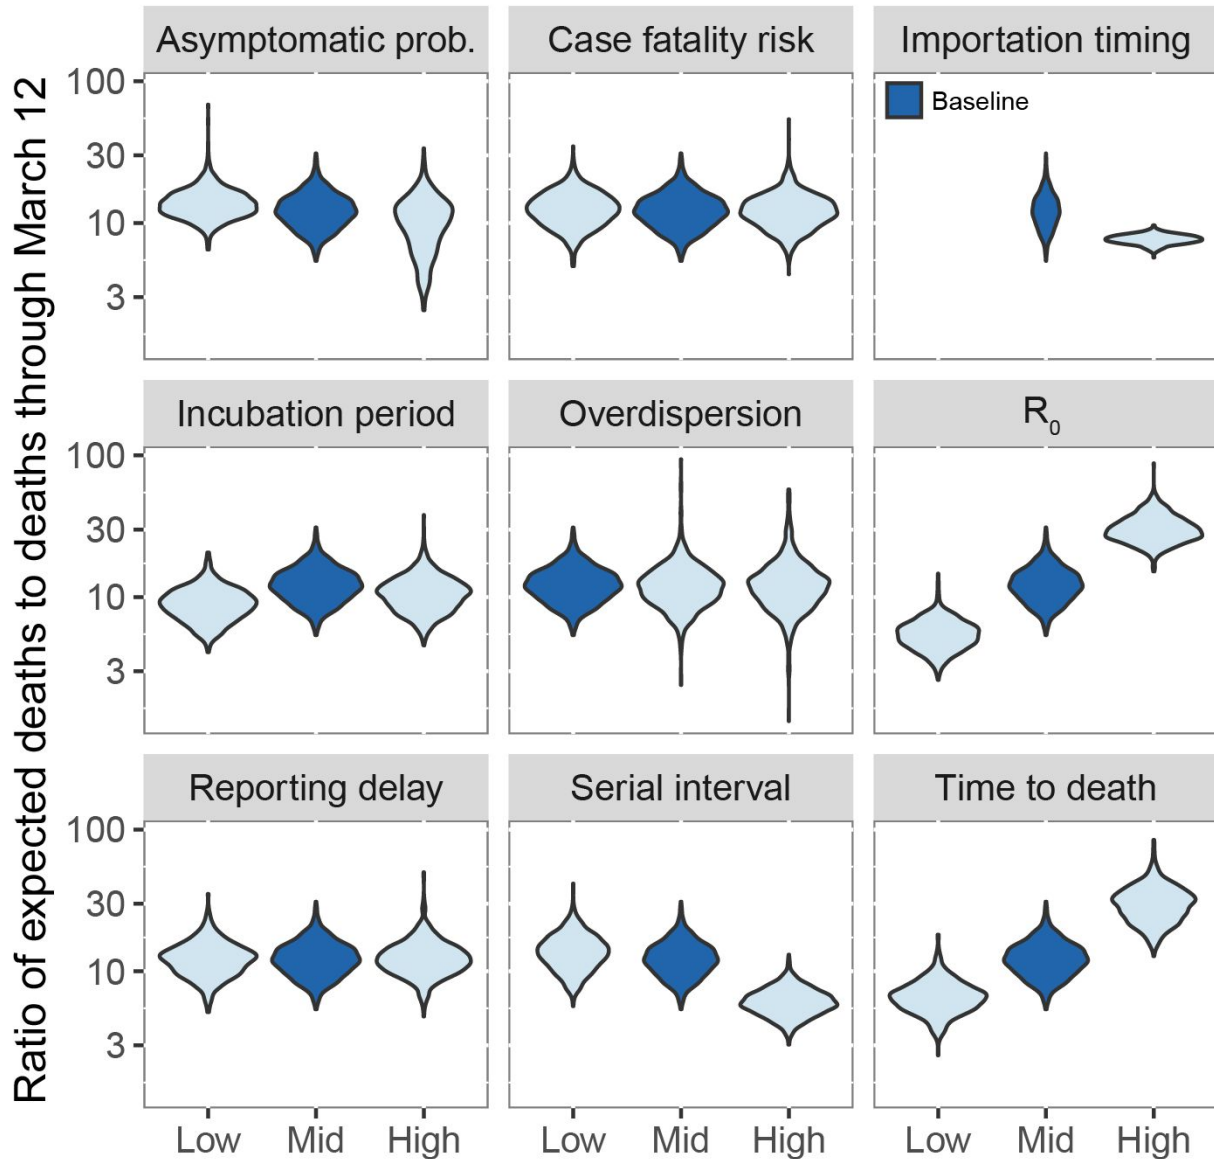 Ratio of expected deaths to deaths through March 12
Asymptomatic prob.
Case fatality risk
Importation timing
100
30
10
3
Baseline
Incubation period
Overdispersion
R₀
100
30
10
3
Reporting delay
Serial interval
Time to death
100
30
10
3
Low Mid High
Low Mid High
Low Mid High